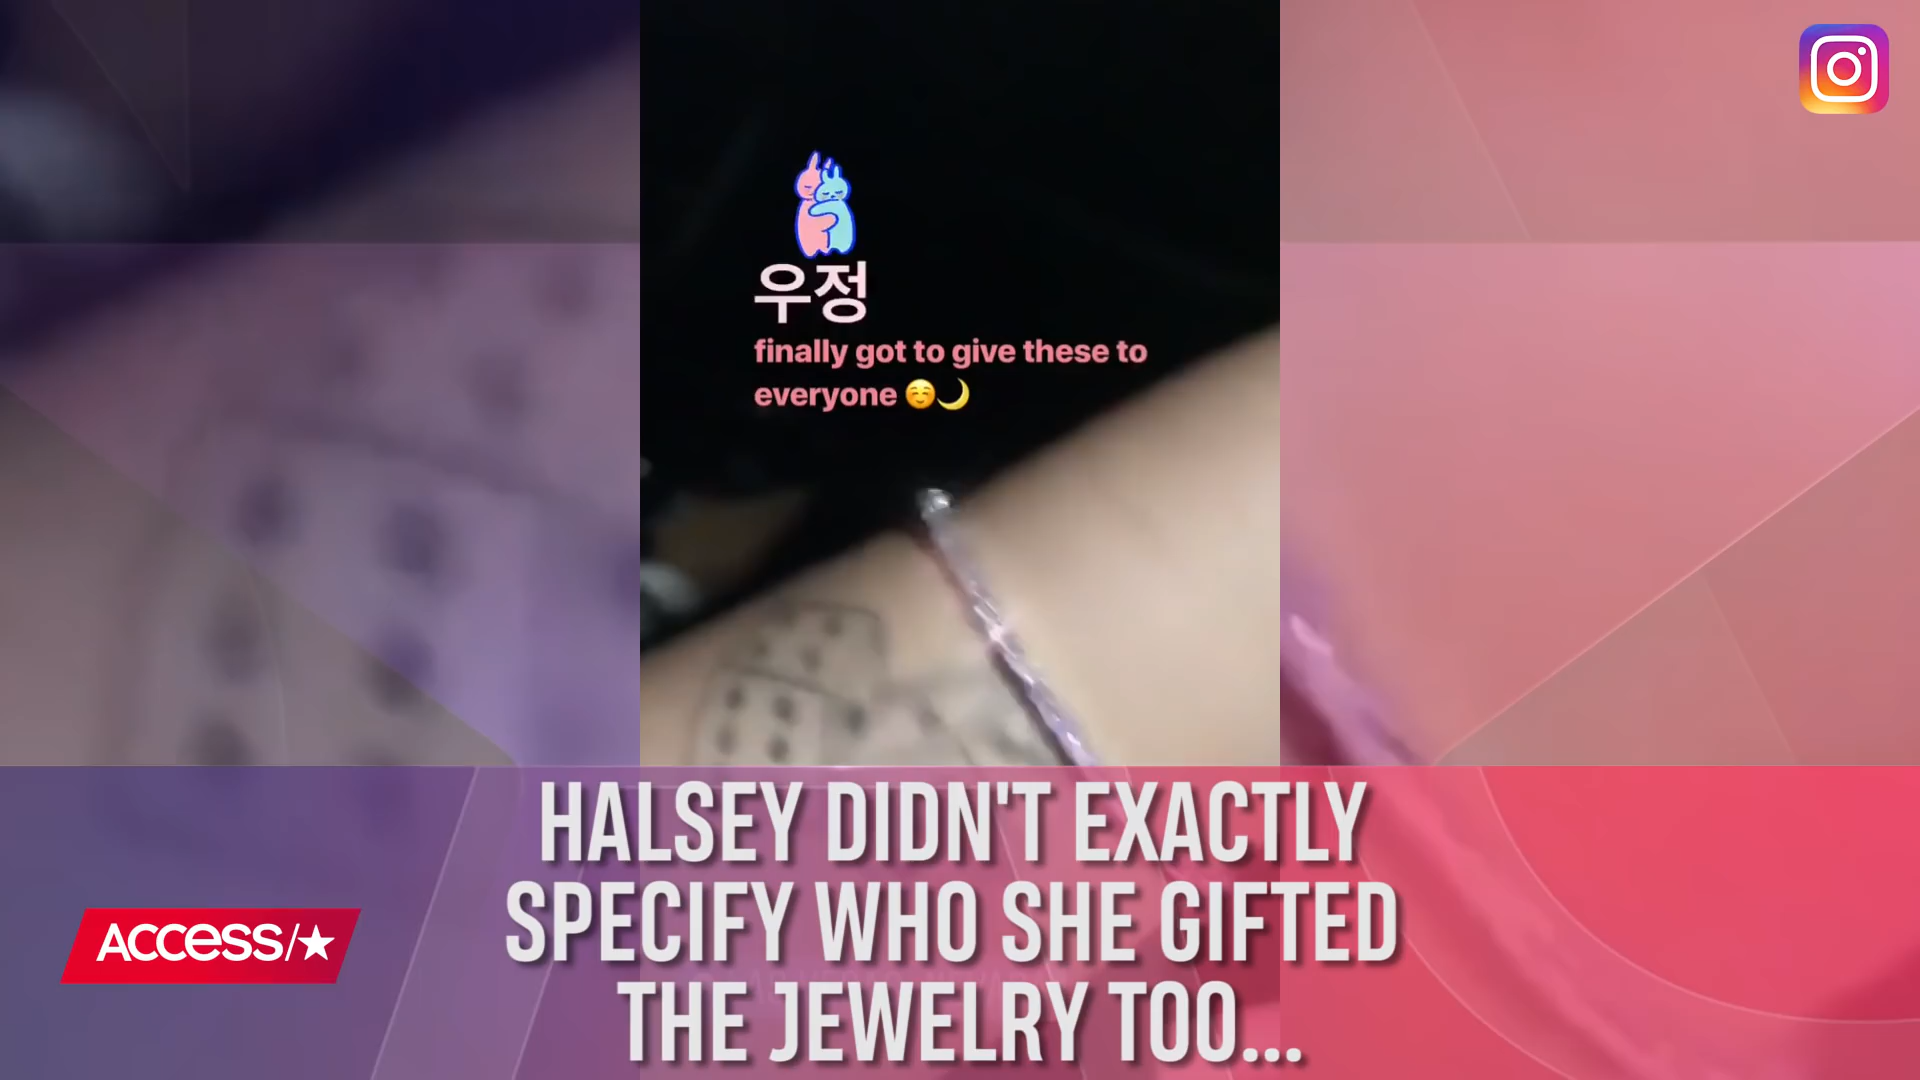 우정
finally got to give these to
everyone ☺️🌙
HALSEY DIDN'T EXACTLY
SPECIFY WHO SHE GIFTED
THE JEWELRY TOO...
ACCESS/★